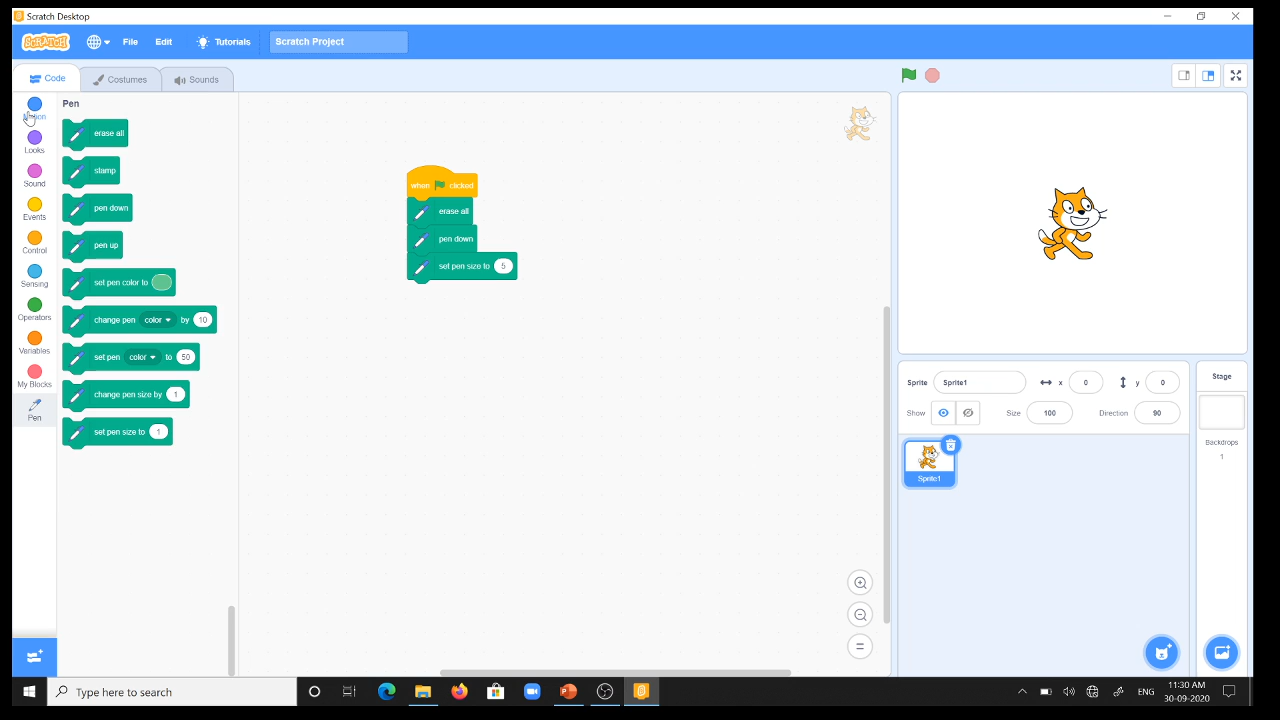 Scratch Desktop
SCRATCH File Edit Tutorials Scratch Project
Code Costumes Sounds
Motion
Looks
Sound
Events
Control
Sensing
Operators
Variables
My Blocks
Pen
Pen
erase all
stamp
pen down
pen up
set pen color to
change pen color by 10
set pen color to 50
change pen size by 1
set pen size to 1
when clicked
erase all
pen down
set pen size to 5
Sprite Sprite1 x 0 y 0
Show Size 100 Direction 90
Sprite1
Stage
Backdrops
1
Type here to search
ENG
11:30 AM
30-09-2020